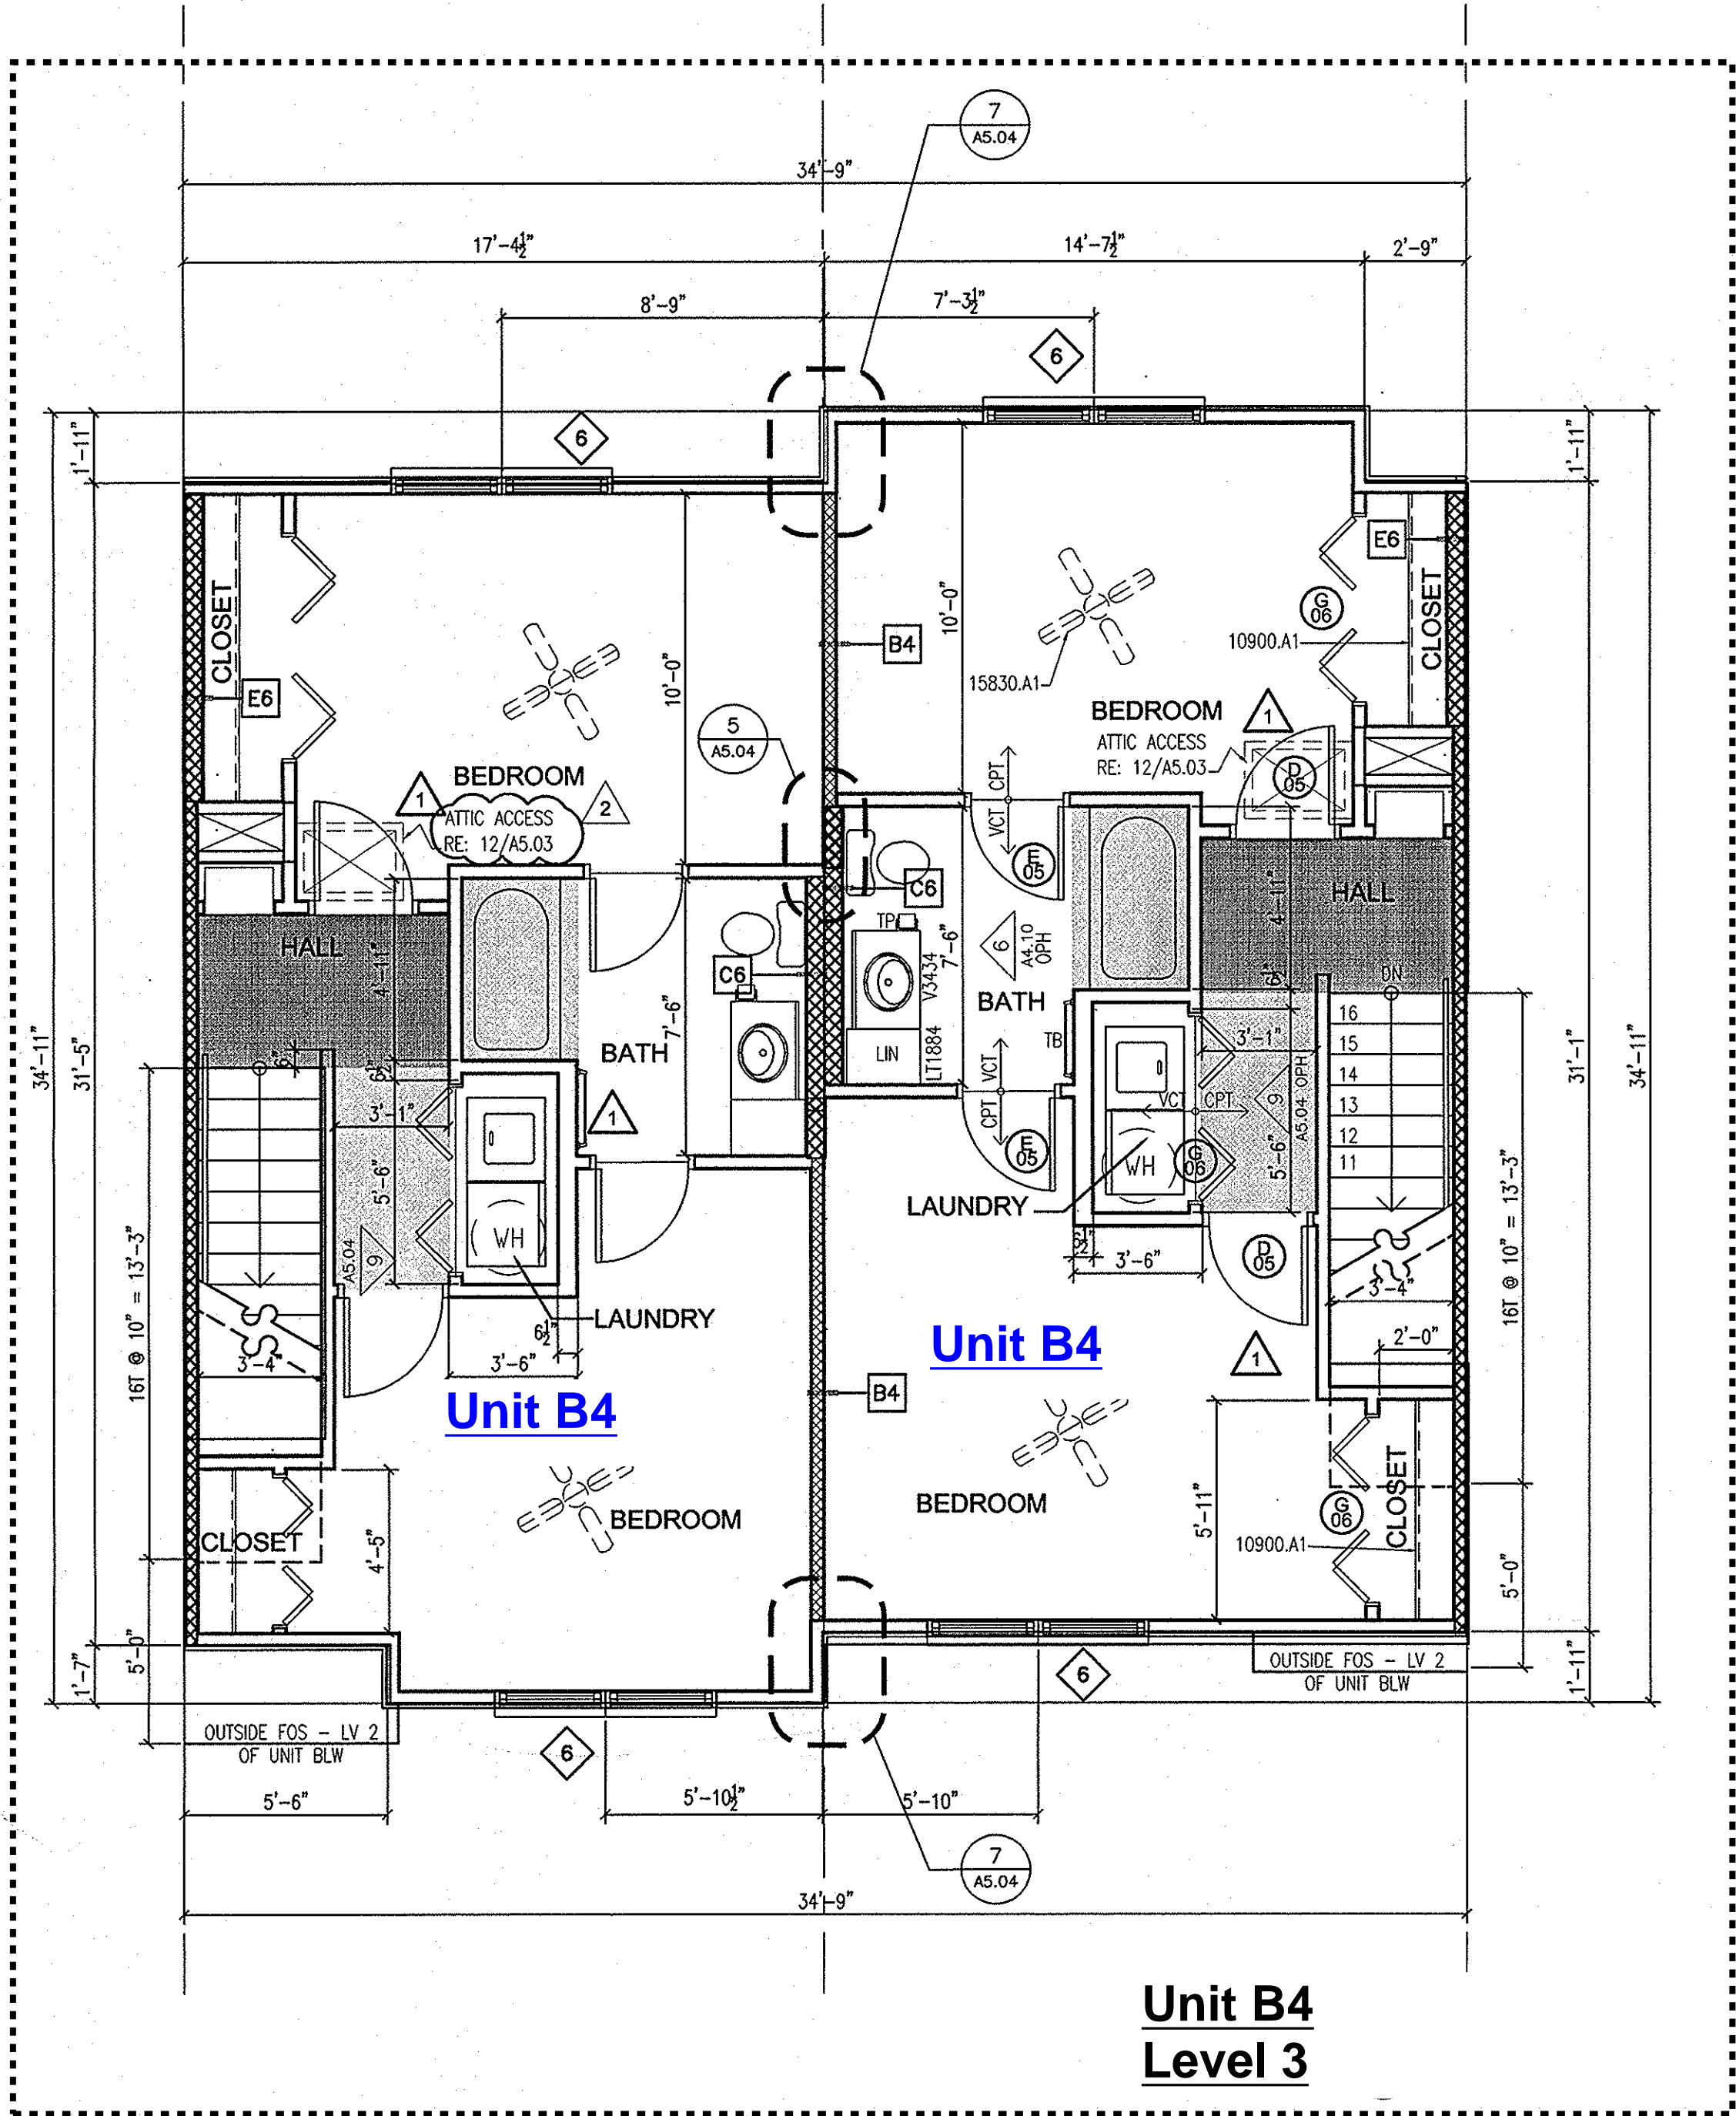 7
A5.04
34'-9"
17'-4½"
14'-7½"
2'-9"
8'-9"
7'-3½"
6
6
1'-11"
1'-11"
E6
CLOSET
CLOSET
G
06
10'-0"
10'-0"
B4
10900.A1
E6
15830.A1
5
A5.04
BEDROOM
1
ATTIC ACCESS
RE: 12/A5.03
D
05
BEDROOM
1
2
ATTIC ACCESS
RE: 12/A5.03
CPT
VCT
E
05
C6
HALL
4'-11"
TP
6
A4.10
OPH
7'-6"
V3434
HALL
4'-11"
C6
BATH
6½"
DN
34'-11"
31'-5"
6"
6½"
BATH
7'-6"
LIN
LT1884
TB
3'-1"
16
15
14
13
12
11
31'-1"
34'-11"
3'-1"
1
VCT
CPT
VCT CPT
9
A5.04 OPH
5'-6"
E
05
WH
G
06
5'-6"
LAUNDRY
16T @ 10" = 13'-3"
16T @ 10" = 13'-3"
A5.04
9
WH
6½"
3'-6"
D
05
3'-4"
LAUNDRY
6½"
3'-4"
3'-6"
Unit B4
1
2'-0"
Unit B4
B4
BEDROOM
BEDROOM
CLOSET
4'-5"
5'-11"
G
06
10900.A1
CLOSET
5'-0"
5'-0"
1'-7"
6
OUTSIDE FOS - LV 2
OF UNIT BLW
1'-11"
OUTSIDE FOS - LV 2
OF UNIT BLW
6
5'-6"
5'-10½"
5'-10"
7
A5.04
34'-9"
Unit B4
Level 3